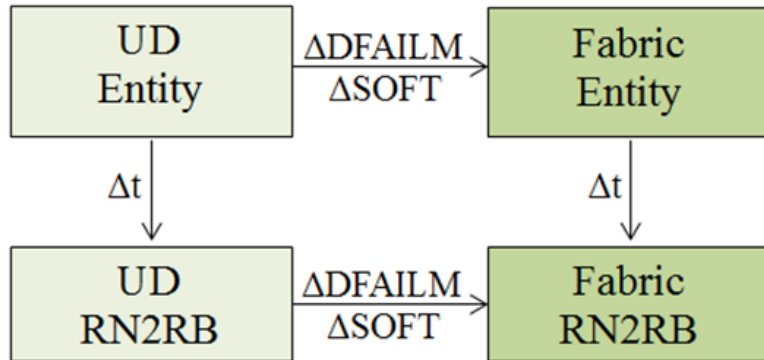 UD
Entity
ΔDFAILM
ΔSOFT
Fabric
Entity
Δt
Δt
UD
RN2RB
ΔDFAILM
ΔSOFT
Fabric
RN2RB